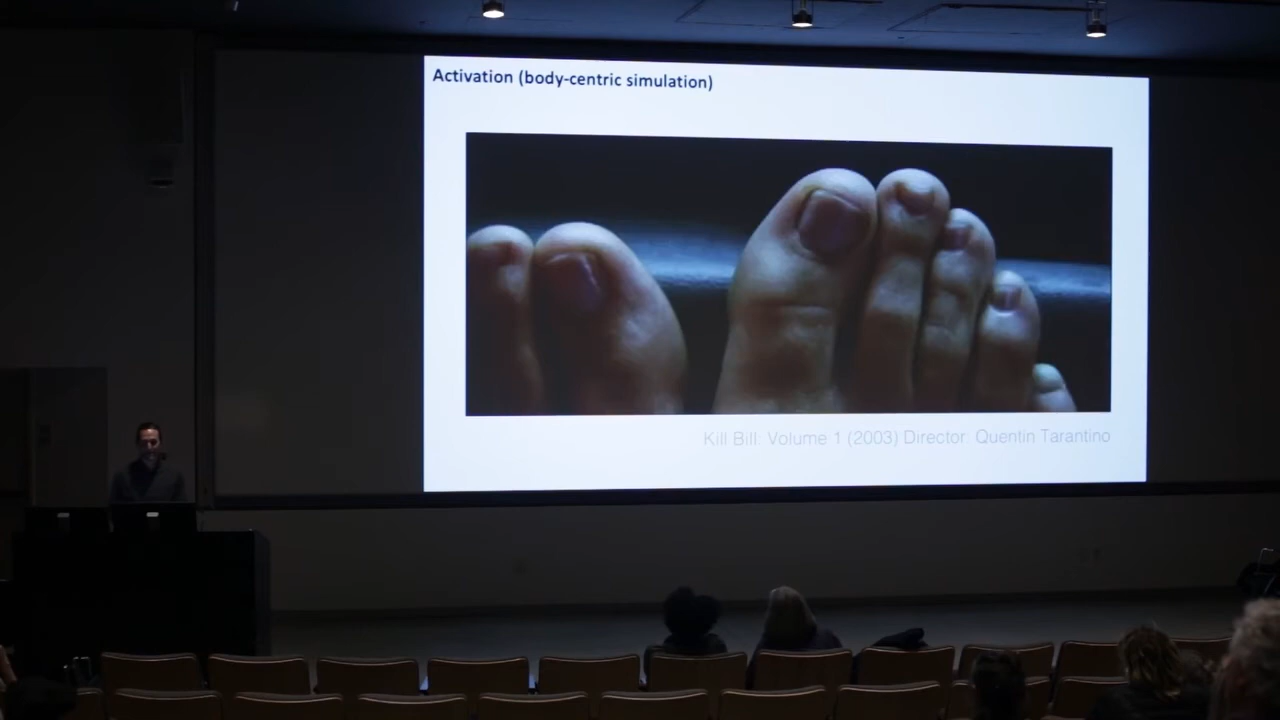 Activation (body-centric simulation)
Kill Bill: Volume 1 (2003) Director: Quentin Tarantino